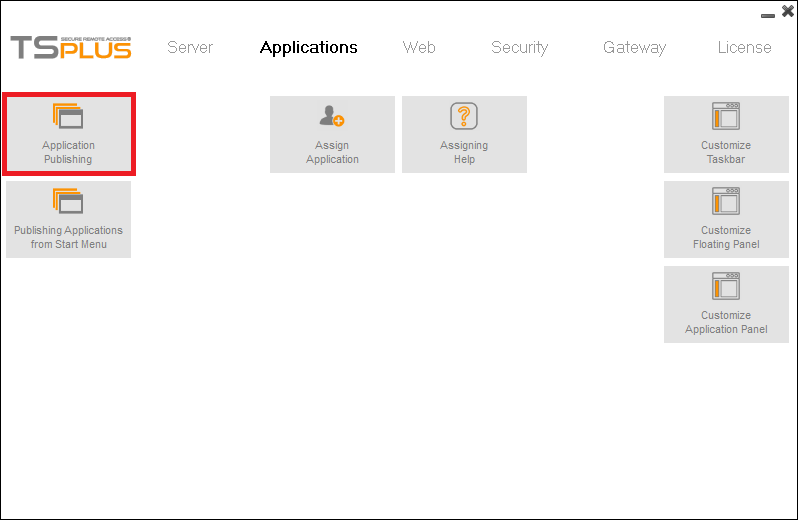 SECURE REMOTE ACCESS®
TSPLUS
Server
Applications
Web
Security
Gateway
License
Application
Publishing
Assign
Application
?
Assigning
Help
Customize
Taskbar
Publishing Applications
from Start Menu
Customize
Floating Panel
Customize
Application Panel